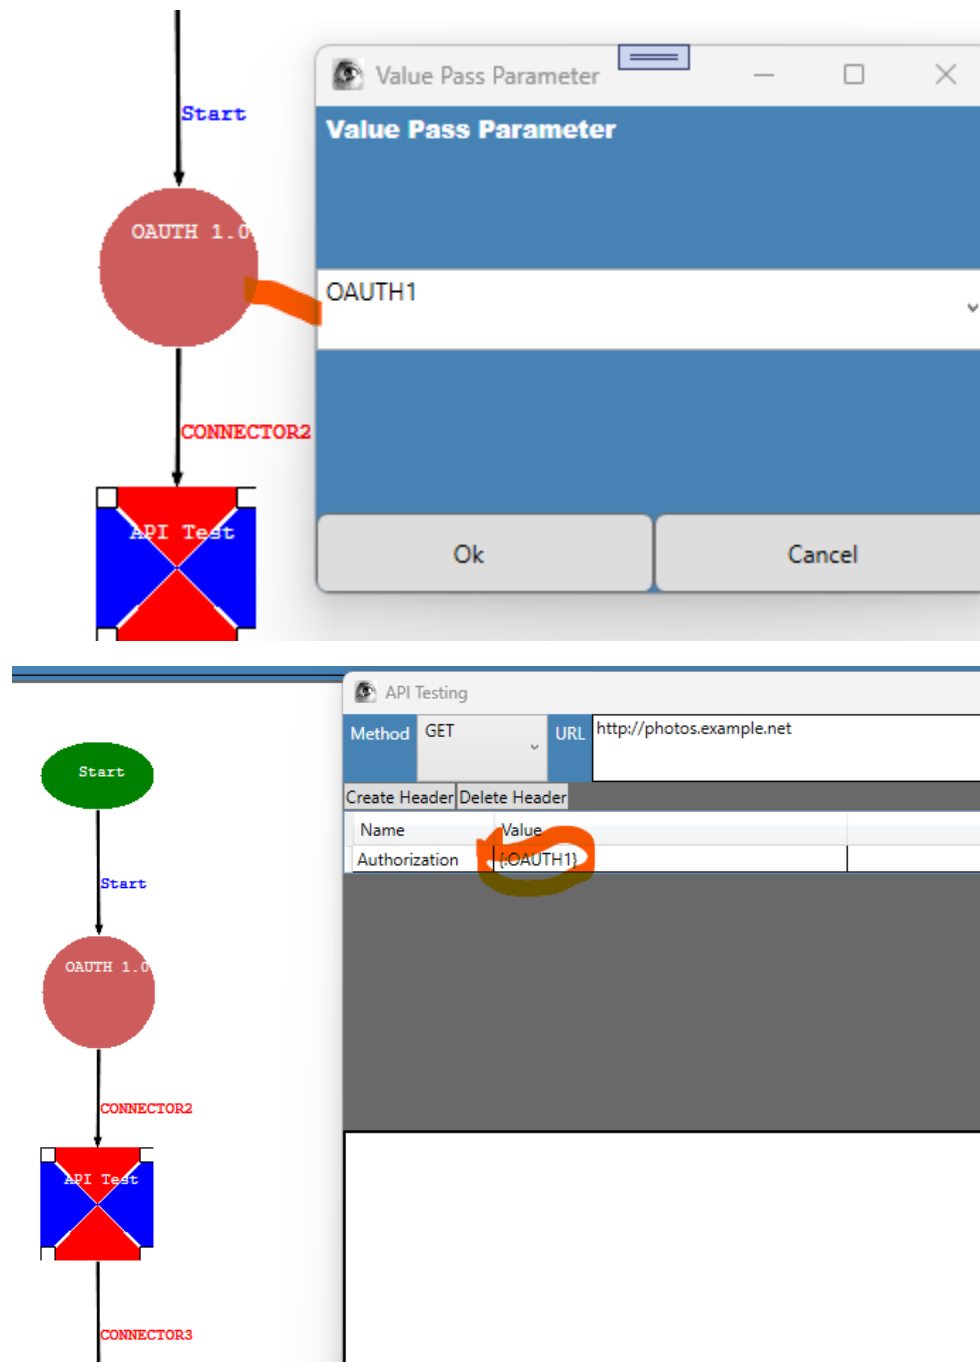 Value Pass Parameter
Start
Value Pass Parameter
OAUTH 1.0
OAUTH1
CONNECTOR2
API Test
Ok
Cancel
API Testing
Method
GET
URL
http://photos.example.net
Start
Create Header
Delete Header
Name
Value
Authorization
{:OAUTH1}
Start
OAUTH 1.0
CONNECTOR2
API Test
CONNECTOR3